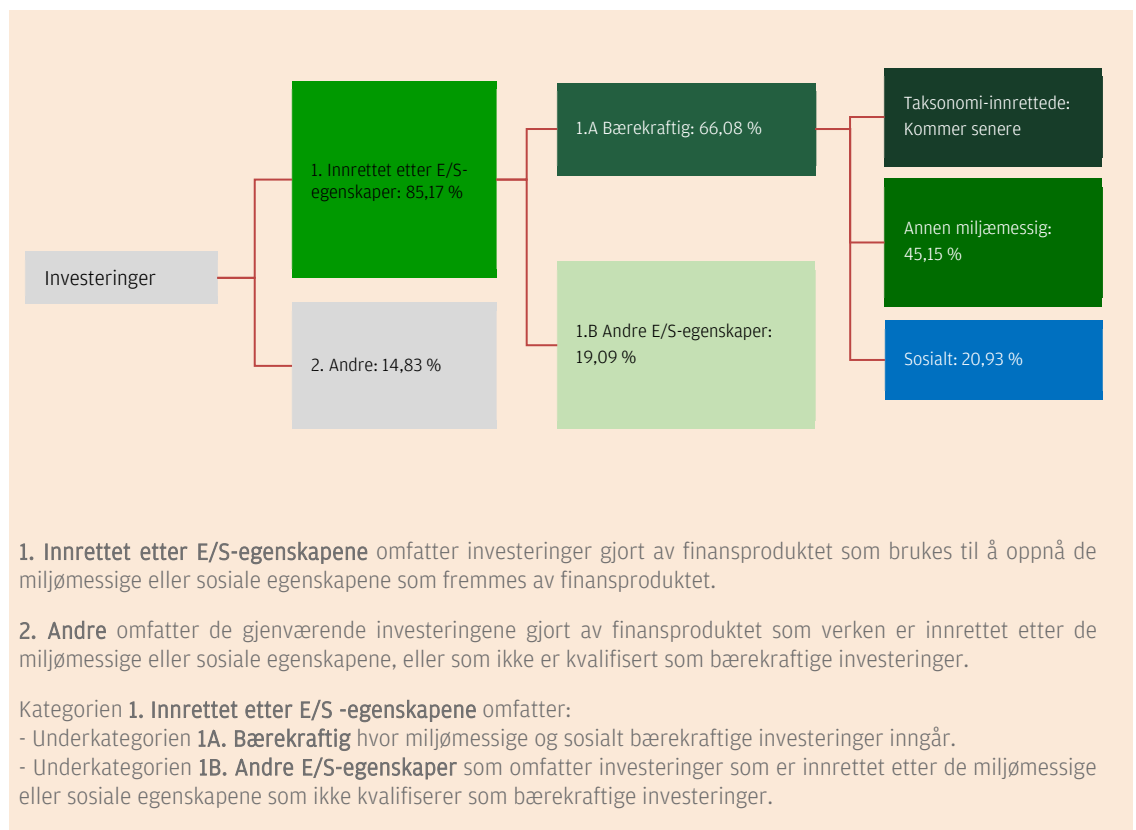 Investeringer
1. Innrettet etter E/S-
egenskaper: 85,17 %
2. Andre: 14,83 %
1.A Bærekraftig: 66,08 %
1.B Andre E/S-egenskaper:
19,09 %
Taksonomi-innrettede:
Kommer senere
Annen miljæmessig:
45,15 %
Sosialt: 20,93 %
1. Innrettet etter E/S-egenskapene omfatter investeringer gjort av finansproduktet som brukes til å oppnå de
miljømessige eller sosiale egenskapene som fremmes av finansproduktet.
2. Andre omfatter de gjenværende investeringene gjort av finansproduktet som verken er innrettet etter de
miljømessige eller sosiale egenskapene, eller som ikke er kvalifisert som bærekraftige investeringer.
Kategorien 1. Innrettet etter E/S -egenskapene omfatter:
- Underkategorien 1A. Bærekraftig hvor miljømessige og sosialt bærekraftige investeringer inngår.
- Underkategorien 1B. Andre E/S-egenskaper som omfatter investeringer som er innrettet etter de miljømessige
eller sosiale egenskapene som ikke kvalifiserer som bærekraftige investeringer.